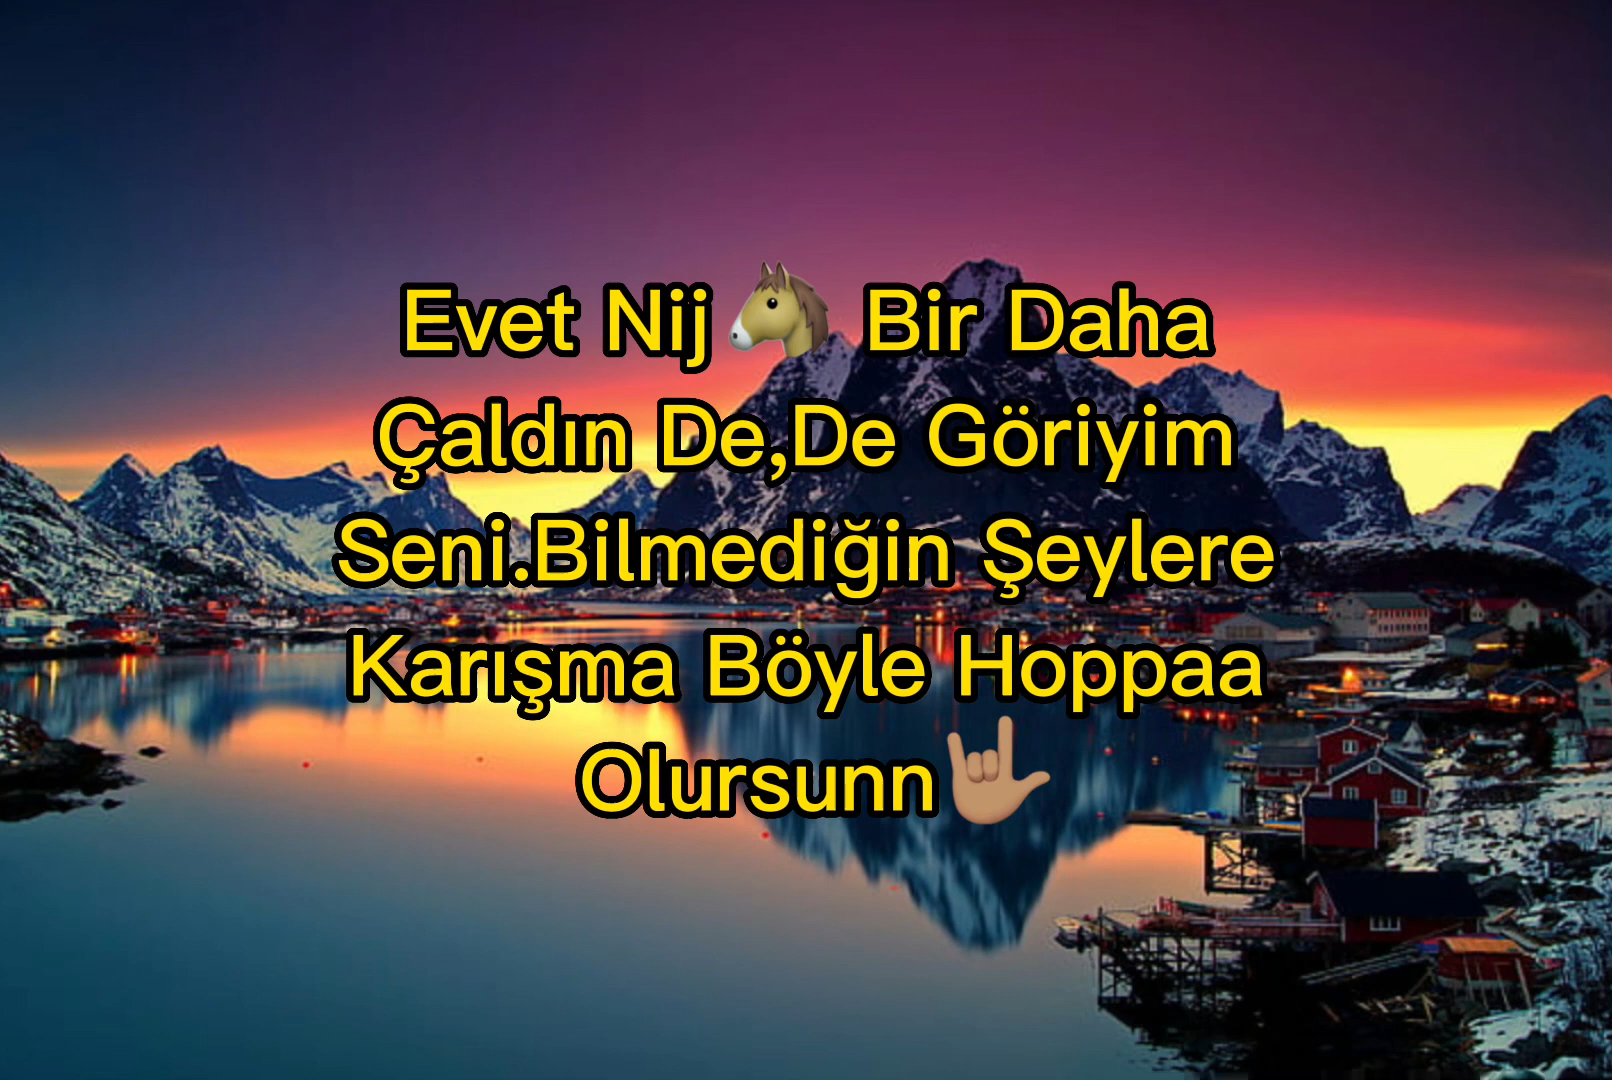 Evet Nij🐴 Bir Daha
Çaldın De,De Göriyim
Seni.Bilmediğin Şeylere
Karışma Böyle Hoppaa
Olursunn🤟🏽